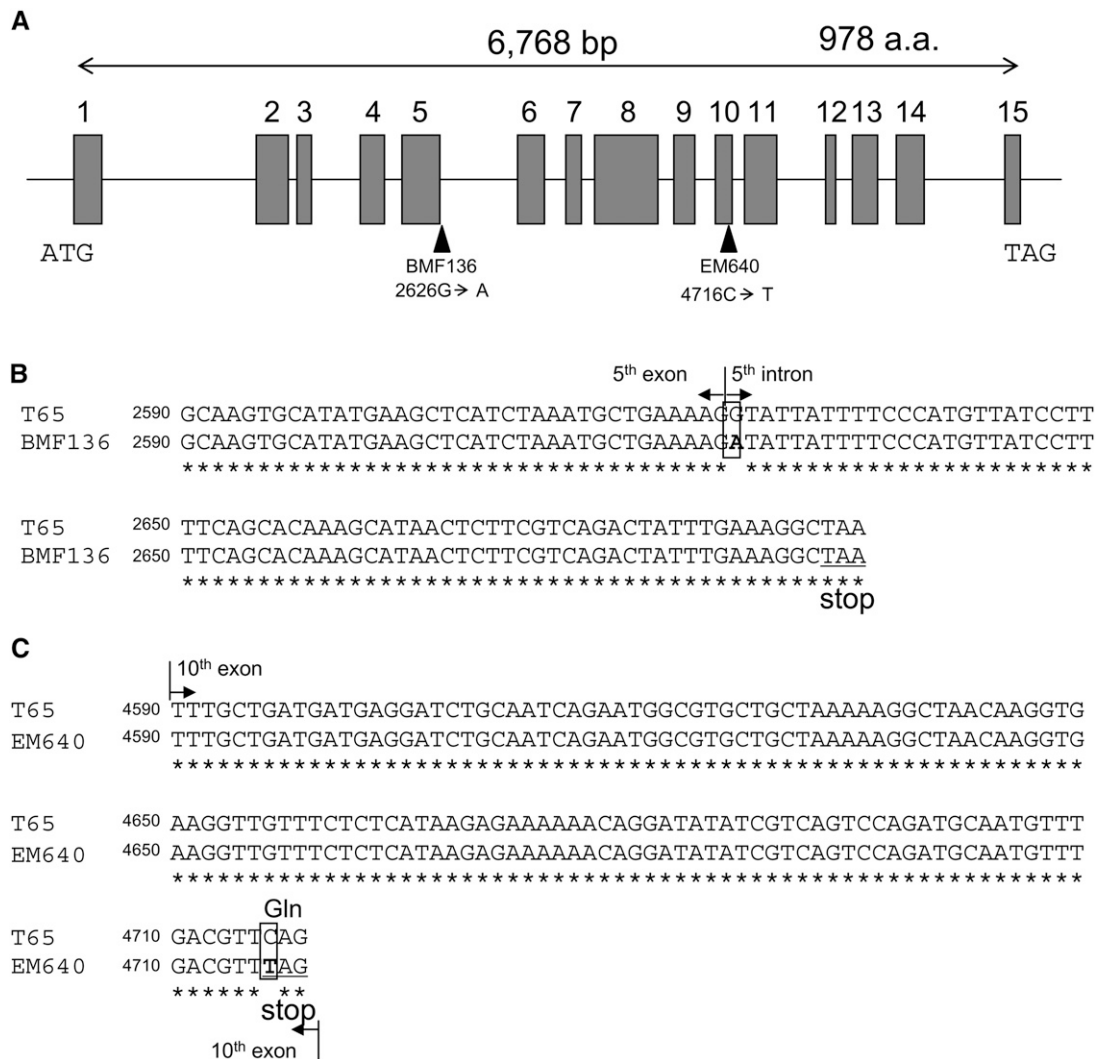 A
6,768 bp 978 a.a.
1 2 3 4 5 6 7 8 9 10 11 12 13 14 15
ATG TAG
BMF136 EM640
2626G→ A 4716C→ T
B
5th exon 5th intron
T65 2590 GCAAGTGCATATGAAGCTCATCTAAATGCTGAAAAGGTATTATTTTCCCATGTTATCCTT
BMF136 2590 GCAAGTGCATATGAAGCTCATCTAAATGCTGAAAAGATATTATTTTCCCATGTTATCCTT
************************************ ***********************
T65 2650 TTCAGCACAAAGCATAACTCTTCGTCAGACTATTTGAAAGGCTAA
BMF136 2650 TTCAGCACAAAGCATAACTCTTCGTCAGACTATTTGAAAGGCTAA
*********************************************
stop
C
10th exon
T65 4590 TTTGCTGATGATGAGGATCTGCAATCAGAATGGCGTGCTGCTAAAAAGGCTAACAAGGTG
EM640 4590 TTTGCTGATGATGAGGATCTGCAATCAGAATGGCGTGCTGCTAAAAAGGCTAACAAGGTG
************************************************************
T65 4650 AAGGTTGTTTCTCTCATAAGAGAAAAAACAGGATATATCGTCAGTCCAGATGCAATGTTT
EM640 4650 AAGGTTGTTTCTCTCATAAGAGAAAAAACAGGATATATCGTCAGTCCAGATGCAATGTTT
************************************************************
Gln
T65 4710 GACGTTCAG
EM640 4710 GACGTTTAG
****** **
stop
10th exon